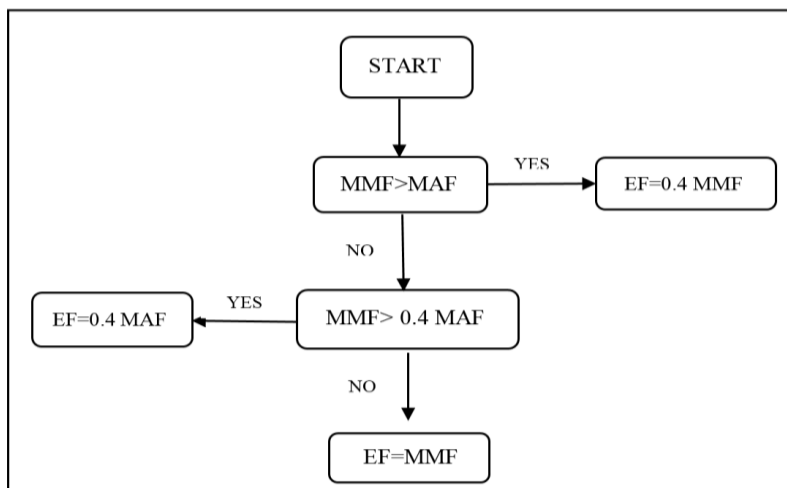 START
YES
MMF>MAF
EF=0.4 MMF
NO
YES
EF=0.4 MAF
MMF> 0.4 MAF
NO
EF=MMF